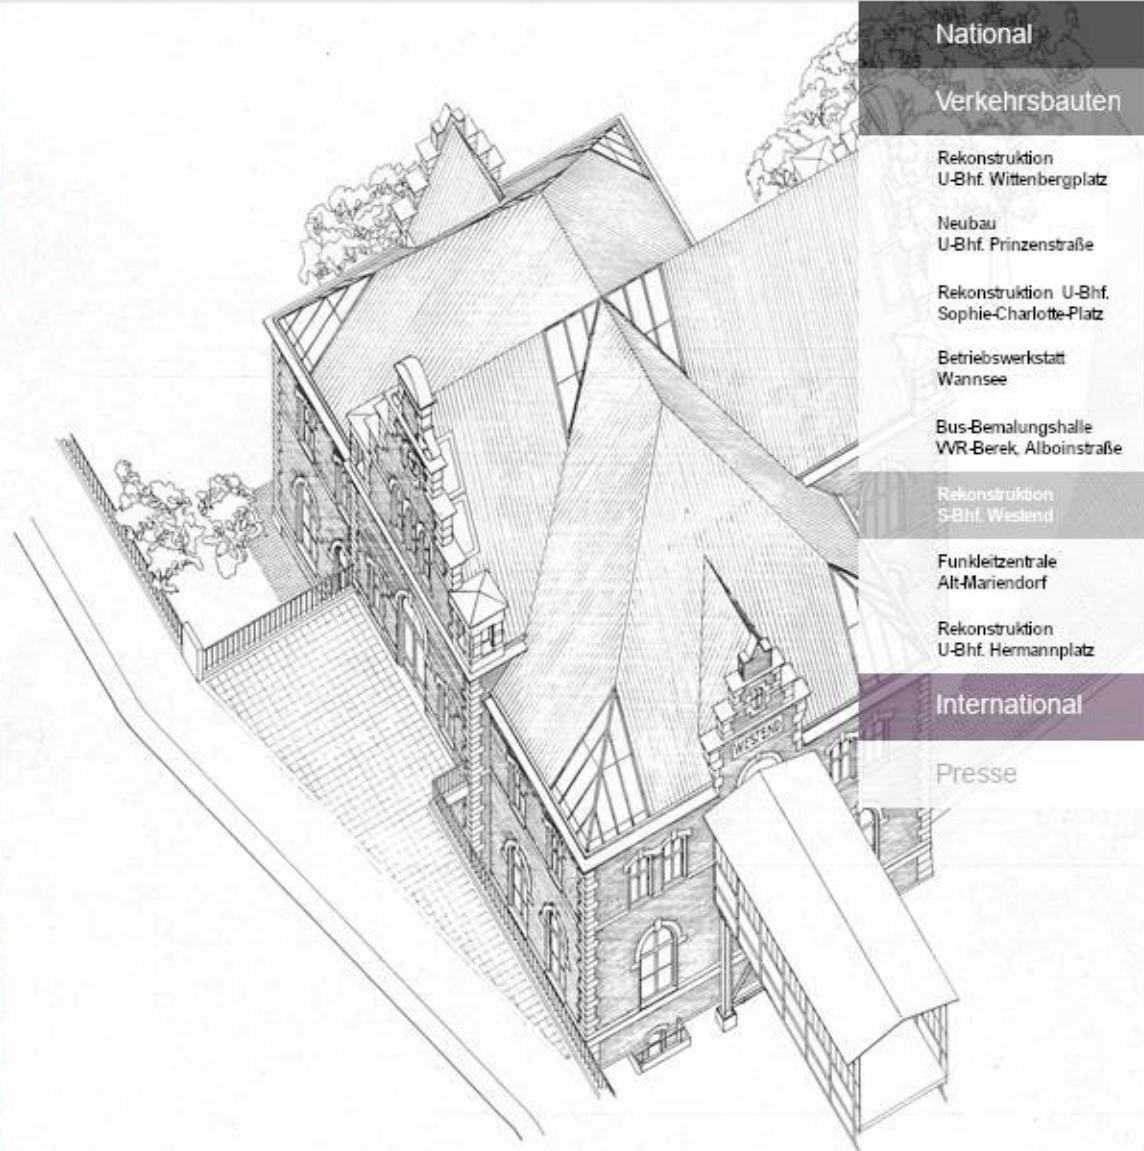 National
Verkehrsbauten
Rekonstruktion
U-Bhf. Wittenbergplatz
Neubau
U-Bhf. Prinzenstraße
Rekonstruktion U-Bhf.
Sophie-Charlotte-Platz
Betriebswerkstatt
Wannsee
Bus-Bemalungshalle
VVR-Berek, Alboinstraße
Rekonstruktion
S-Bhf. Westend
Funkleitzentrale
Alt-Mariendorf
Rekonstruktion
U-Bhf. Hermannplatz
International
Presse
WESTEND